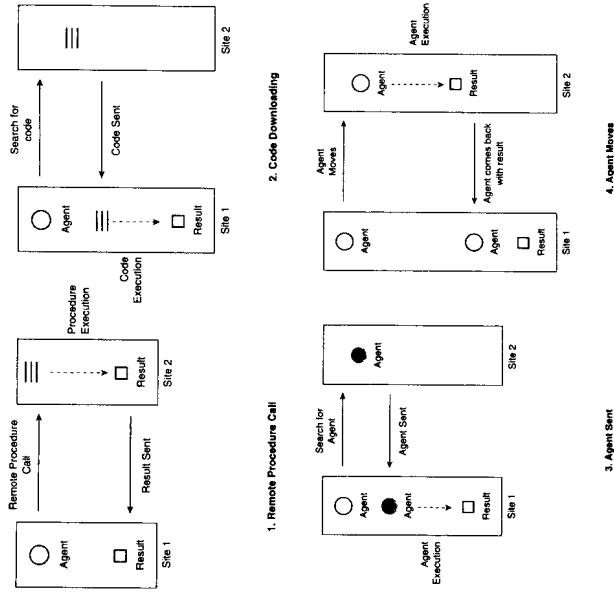 Remote Procedure
Call
Agent
Result
Site 1
Result Sent
Procedure
Execution
Result
Site 2
1. Remote Procedure Call
Search for
code
Agent
Code
Execution
Result
Site 1
Code Sent
Site 2
2. Code Downloading
Search for
Agent
Agent
Agent
Agent
Execution
Result
Site 1
Agent Sent
Agent
Site 2
3. Agent Sent
Agent
Moves
Agent
Agent
Result
Site 1
Agent comes back
with result
Agent
Execution
Agent
Result
Site 2
4. Agent Moves